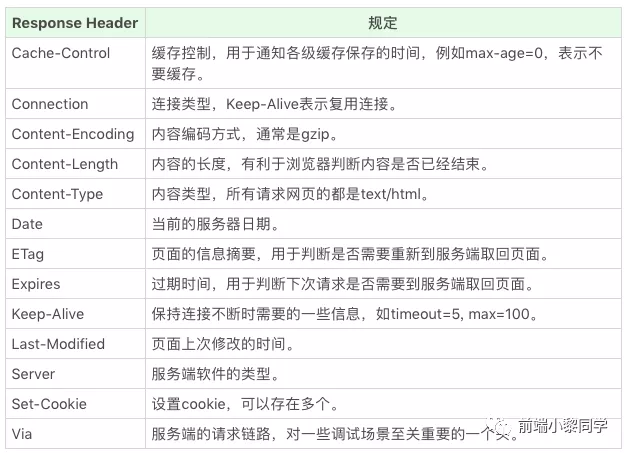 Response Header 规定
Cache-Control 缓存控制，用于通知各级缓存保存的时间，例如max-age=0，表示不
要缓存。
Connection 连接类型，Keep-Alive表示复用连接。
Content-Encoding 内容编码方式，通常是gzip。
Content-Length 内容的长度，有利于浏览器判断内容是否已经结束。
Content-Type 内容类型，所有请求网页的都是text/html。
Date 当前的服务器日期。
ETag 页面的信息摘要，用于判断是否需要重新到服务端取回页面。
Expires 过期时间，用于判断下次请求是否需要到服务端取回页面。
Keep-Alive 保持连接不断时需要的一些信息，如timeout=5, max=100。
Last-Modified 页面上次修改的时间。
Server 服务端软件的类型。
Set-Cookie 设置cookie，可以存在多个。
Via 服务端的请求链路，对一些调试场景至关重要的一个头。
前端小黎同学